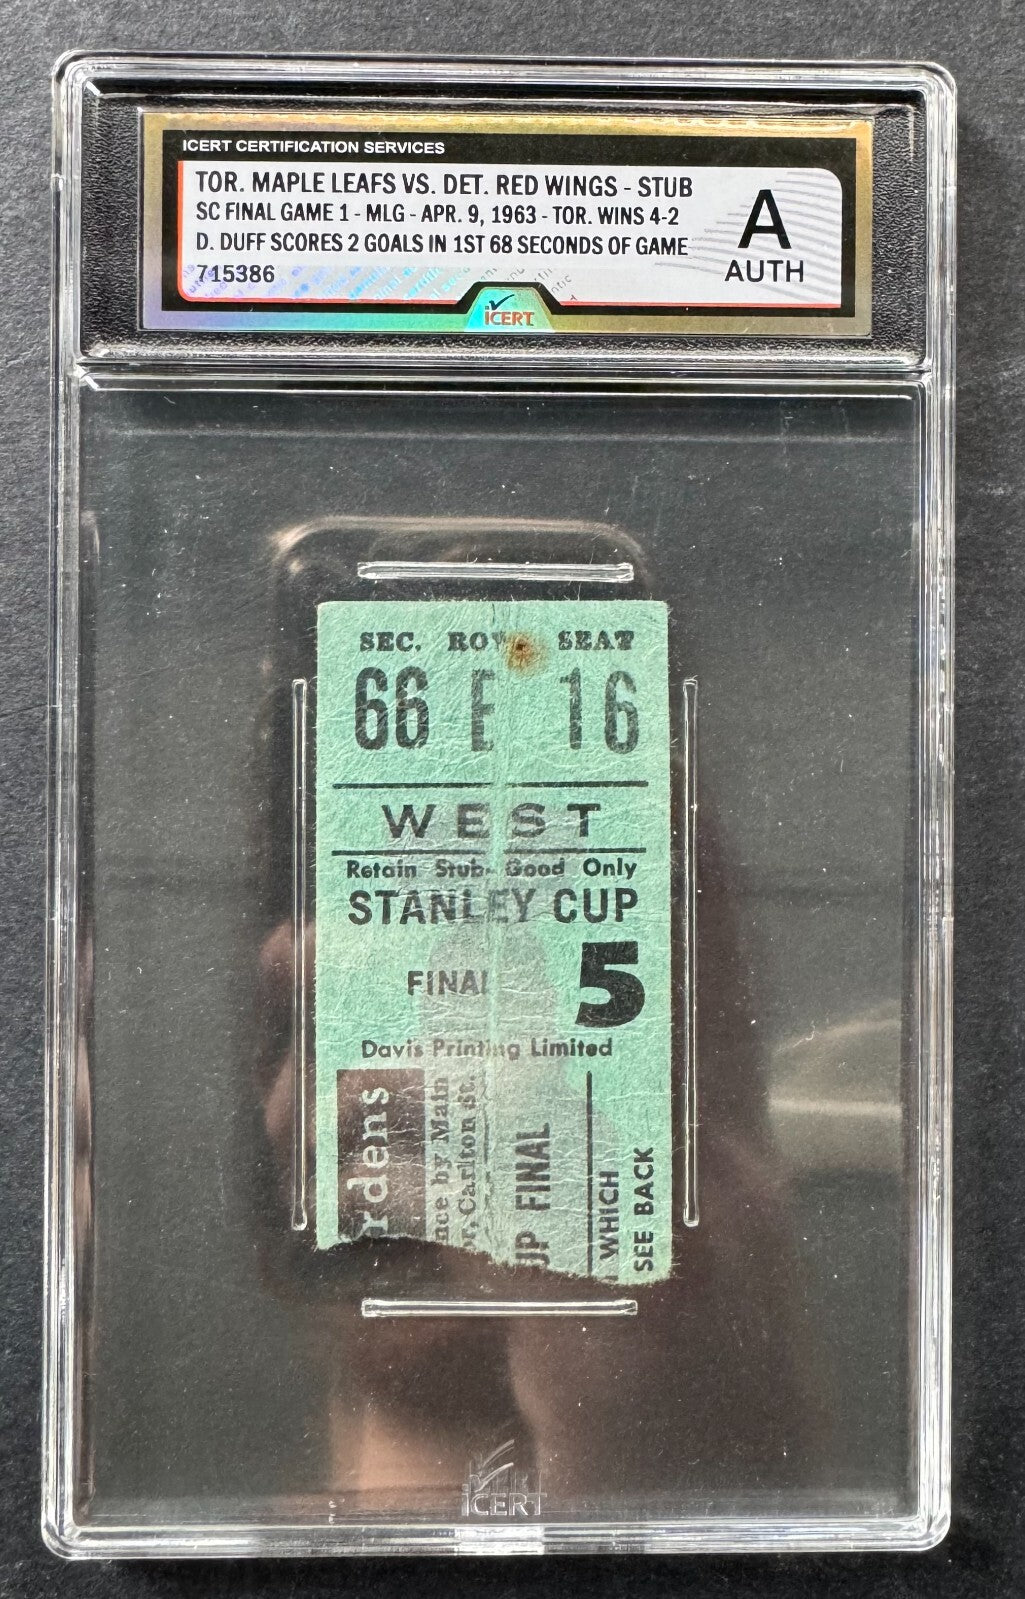 ICERT CERTIFICATION SERVICES
TOR. MAPLE LEAFS VS. DET. RED WINGS - STUB
SC FINAL GAME 1 - MLG - APR. 9, 1963 - TOR. WINS 4-2
D. DUFF SCORES 2 GOALS IN 1ST 68 SECONDS OF GAME
715386
A
AUTH
iCERT
SEC. ROW SEAT
66 E 16
WEST
Retain Stub- Good Only
STANLEY CUP
FINAL
5
Davis Printing Limited
rdens
nce by Main
r, Carlton St.
UP FINAL
WHICH
SEE BACK
iCERT